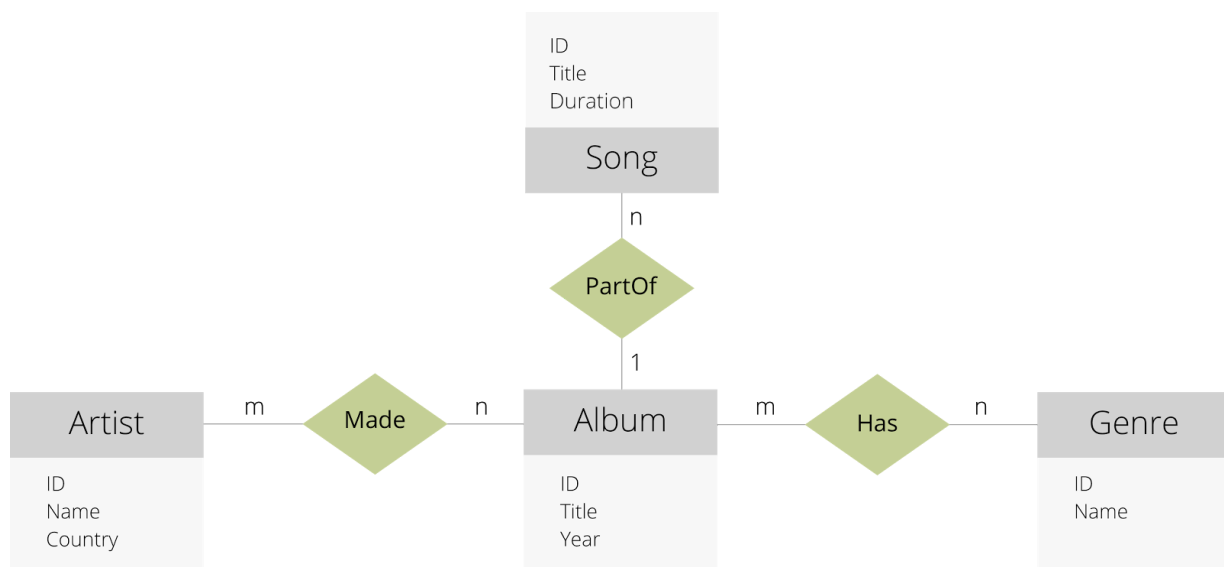 ID
Title
Duration
Song
n
PartOf
1
Artist
m
Made
n
Album
m
Has
n
Genre
ID
Name
Country
ID
Title
Year
ID
Name